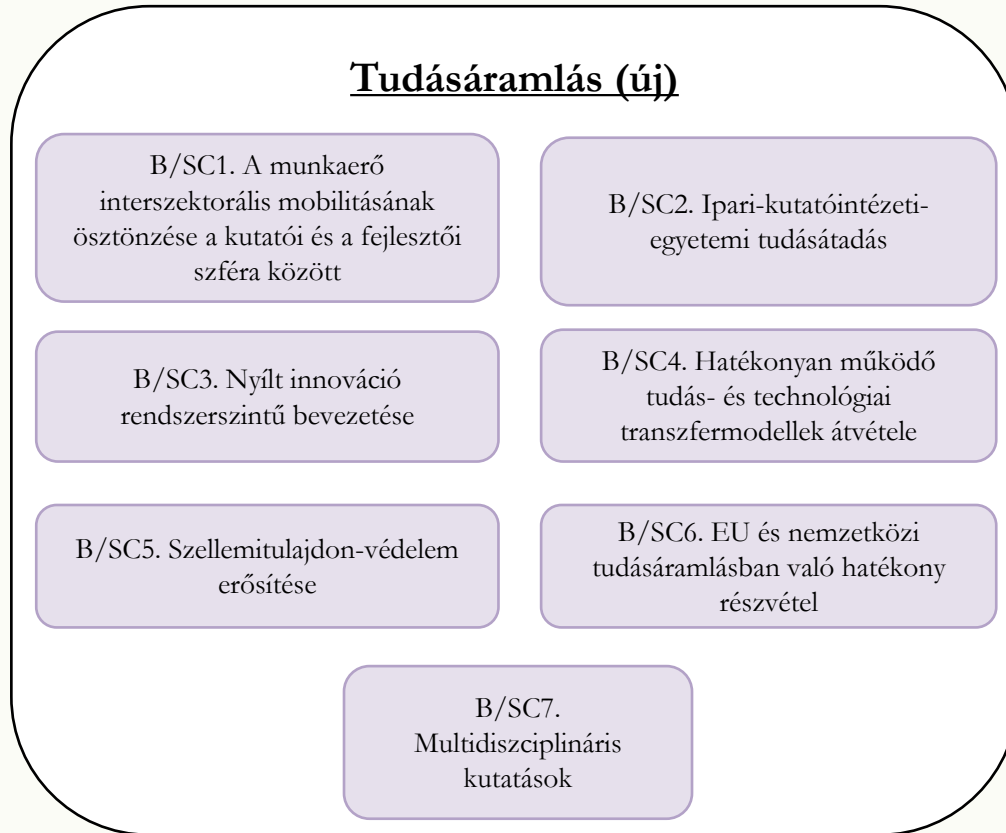 Tudásáramlás (új)
B/SC1. A munkaerő
interszektorális mobilitásának
ösztönzése a kutatói és a fejlesztői
szféra között
B/SC2. Ipari-kutatóintézeti-
egyetemi tudásátadás
B/SC3. Nyílt innováció
rendszerszintű bevezetése
B/SC4. Hatékonyan működő
tudás- és technológiai
transzfermodellek átvétele
B/SC5. Szellemitulajdon-védelem
erősítése
B/SC6. EU és nemzetközi
tudásáramlásban való hatékony
részvétel
B/SC7.
Multidiszciplináris
kutatások